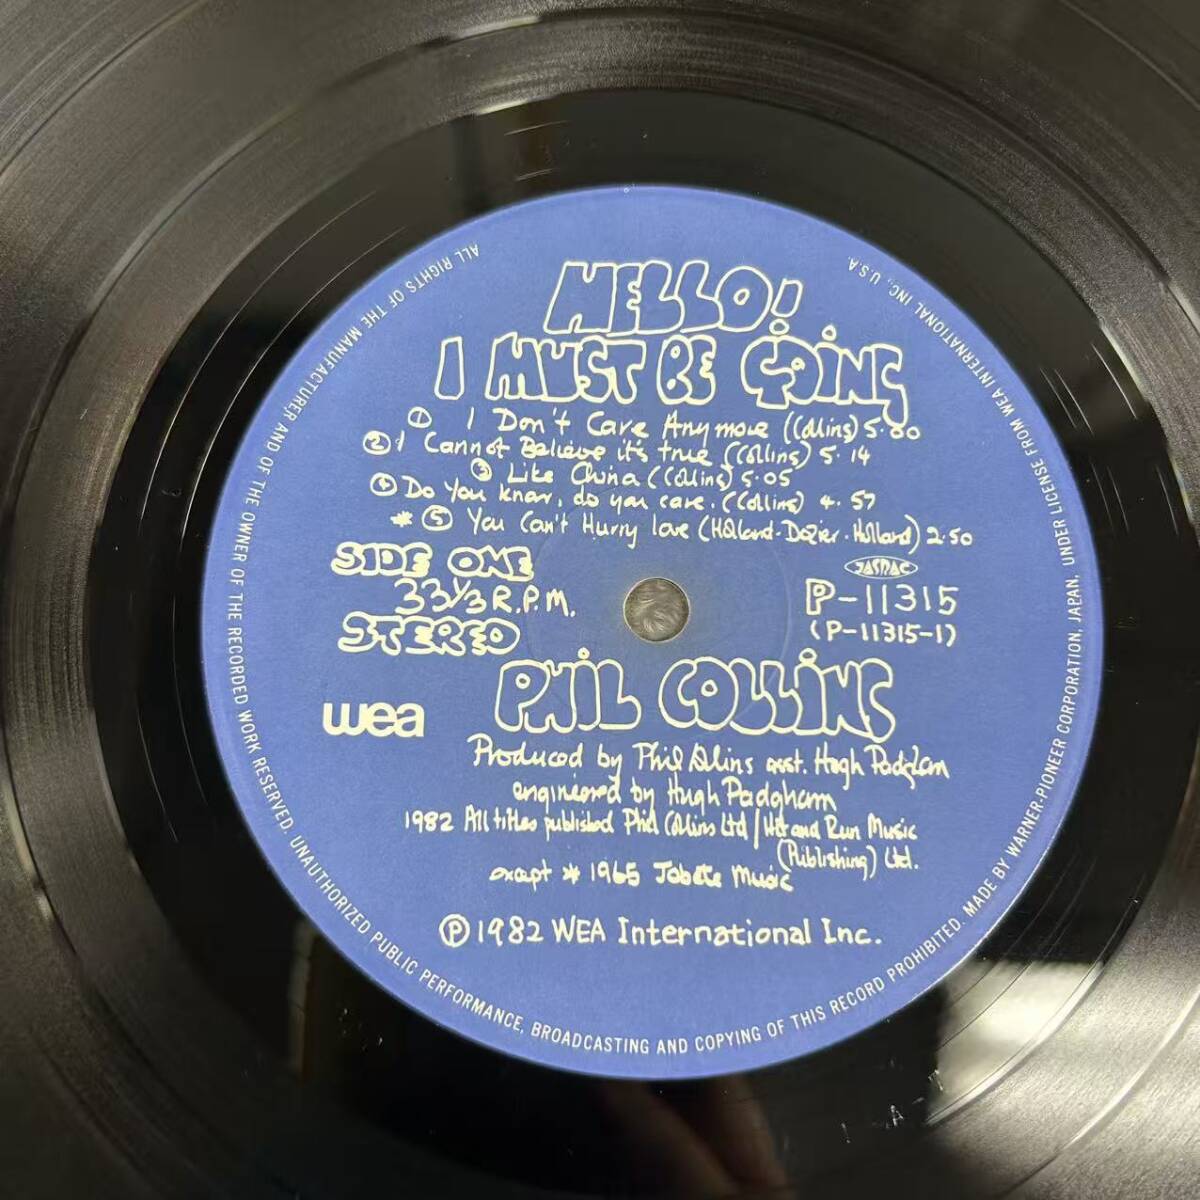 HELLO!
I MUST BE GOING
① I Don't Care Anymore (Collins) 5.00
② I Cannot Believe it's true (Collins) 5.14
③ Like China (Collins) 5.05
④ Do You know, do you care. (Collins) 4.57
* ⑤ You Can't Hurry love (Holland-Dozier-Holland) 2.50
SIDE ONE
33 1/3 R.P.M.
STEREO
JASRAC
P-11315
(P-11315-1)
PHIL COLLINS
wea
Produced by Phil Collins asst. Hugh Padgham
engineered by Hugh Padgham
1982 All titles published Phil Collins Ltd / Hit and Run Music
(Publishing) Ltd.
except * 1965 Jobete Music
Ⓟ 1982 WEA International Inc.
ALL RIGHTS OF THE MANUFACTURER AND OF THE OWNER OF THE RECORDED WORK RESERVED. UNAUTHORIZED PUBLIC PERFORMANCE, BROADCASTING AND COPYING OF THIS RECORD PROHIBITED. MADE BY WARNER-PIONEER CORPORATION, JAPAN, UNDER LICENSE FROM WEA INTERNATIONAL INC., U.S.A.